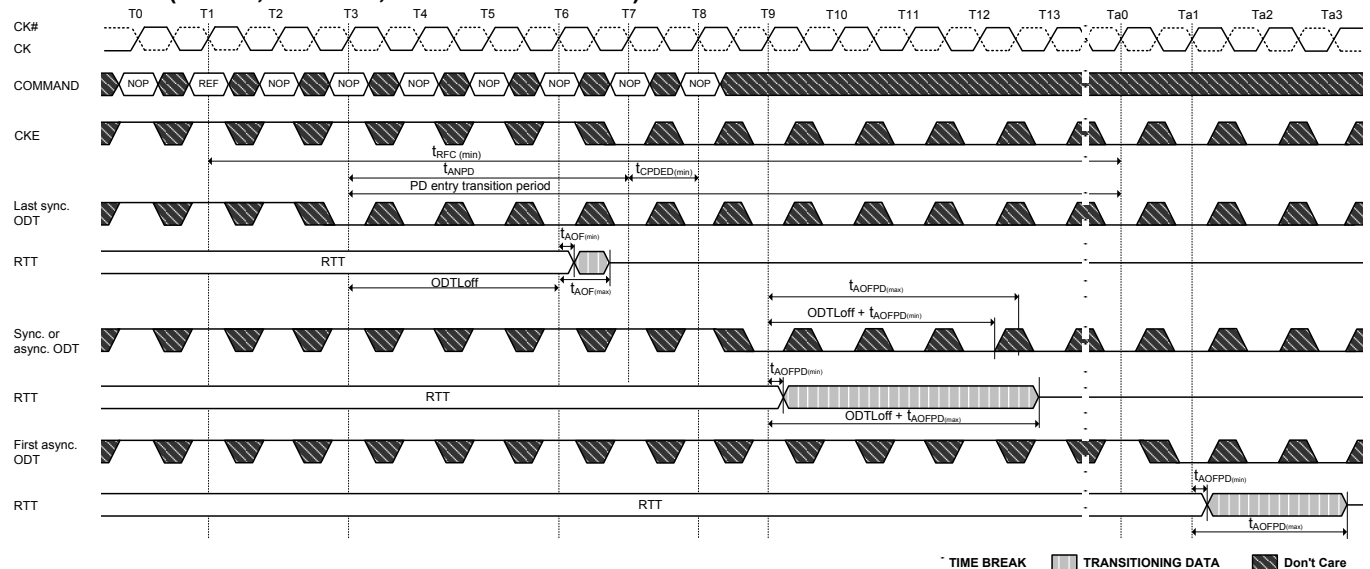 T0 T1 T2 T3 T4 T5 T6 T7 T8 T9 T10 T11 T12 T13 Ta0 Ta1 Ta2 Ta3
CK#
CK
COMMAND
NOP REF NOP NOP NOP NOP NOP NOP NOP
CKE
tRFC (min)
tANPD tCPDED(min)
PD entry transition period
Last sync.
ODT
tAOF(min)
RTT RTT
ODTLoff tAOF(max)
tAOFPD(max)
ODTLoff + tAOFPD(min)
Sync. or
async. ODT
tAOFPD(min)
RTT RTT
ODTLoff + tAOFPD(max)
First async.
ODT
tAOFPD(min)
RTT RTT
tAOFPD(max)
TIME BREAK TRANSITIONING DATA Don't Care